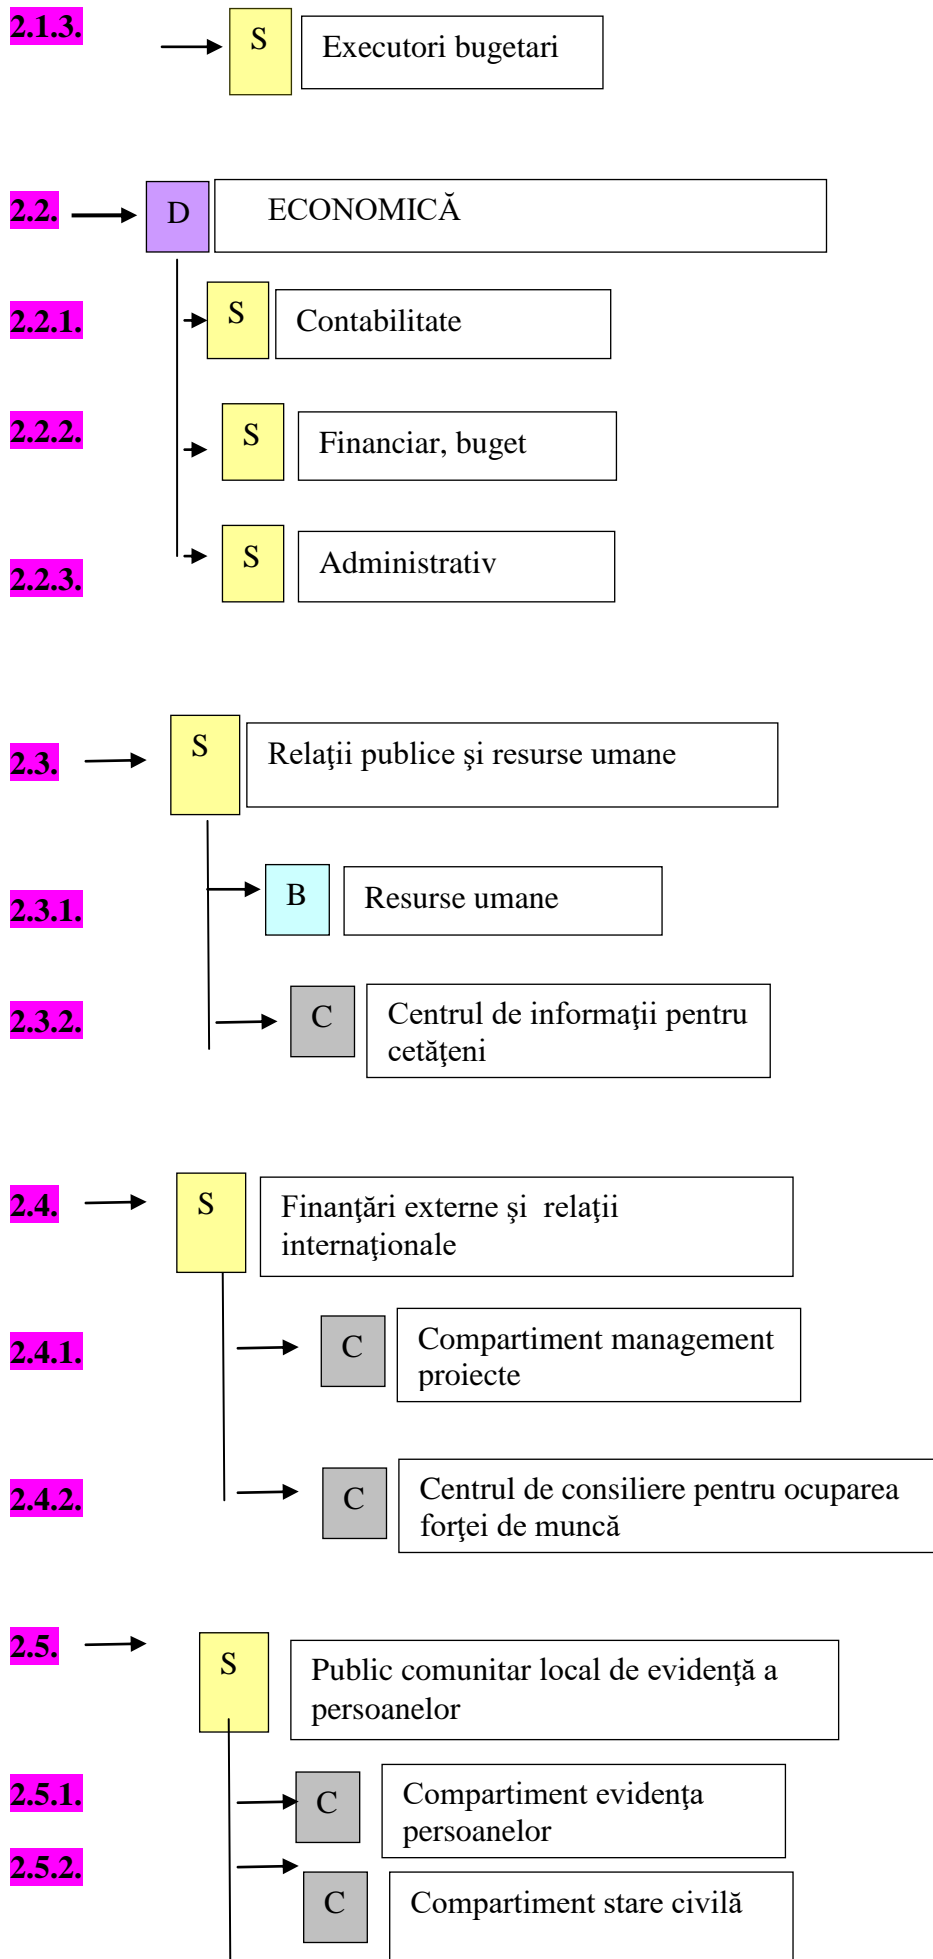 2.1.3. S Executori bugetari
2.2. D ECONOMICĂ
2.2.1. S Contabilitate
2.2.2. S Financiar, buget
2.2.3. S Administrativ
2.3. S Relaţii publice şi resurse umane
2.3.1. B Resurse umane
2.3.2. C Centrul de informaţii pentru
cetăţeni
2.4. S Finanţări externe şi relaţii
internaţionale
2.4.1. C Compartiment management
proiecte
2.4.2. C Centrul de consiliere pentru ocuparea
forţei de muncă
2.5. S Public comunitar local de evidenţă a
persoanelor
2.5.1. C Compartiment evidenţa
persoanelor
2.5.2. C Compartiment stare civilă